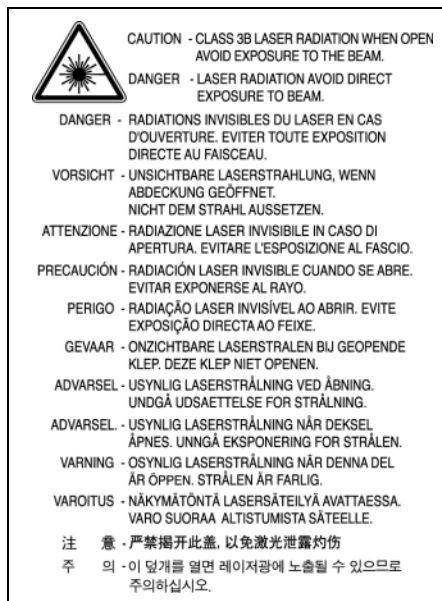 CAUTION - CLASS 3B LASER RADIATION WHEN OPEN
AVOID EXPOSURE TO THE BEAM.
DANGER - LASER RADIATION AVOID DIRECT
EXPOSURE TO BEAM.
DANGER - RADIATIONS INVISIBLES DU LASER EN CAS
D'OUVERTURE. EVITER TOUTE EXPOSITION
DIRECTE AU FAISCEAU.
VORSICHT - UNSICHTBARE LASERSTRAHLUNG, WENN
ABDECKUNG GEÖFFNET.
NICHT DEM STRAHL AUSSETZEN.
ATTENZIONE - RADIAZIONE LASER INVISIBILE IN CASO DI
APERTURA. EVITARE L'ESPOSIZIONE AL FASCIO.
PRECAUCIÓN - RADIACIÓN LASER INVISIBLE CUANDO SE ABRE.
EVITAR EXPONERSE AL RAYO.
PERIGO - RADIAÇÃO LASER INVISÍVEL AO ABRIR. EVITE
EXPOSIÇÃO DIRECTA AO FEIXE.
GEVAAR - ONZICHTBARE LASERSTRALEN BIJ GEOPENDE
KLEP. DEZE KLEP NIET OPENEN.
ADVARSEL - USYNLIG LASERSTRÅLNING VED ÅBNING.
UNDGÅ UDSAETTELSE FOR STRÅLNING.
ADVARSEL. - USYNLIG LASERSTRÅLNING NÅR DEKSEL
ÅPNES. UNNGÅ EKSPONERING FOR STRÅLEN.
VARNING - OSYNLIG LASERSTRÅLNING NÄR DENNA DEL
ÄR ÖPPEN. STRÅLEN ÄR FARLIG.
VAROITUS - NÄKYMÄTÖNTÄ LASERSÄTEILYÄ AVATTAESSA.
VARO SUORAA ALTISTUMISTA SÄTEELLE.
注 意 - 严禁揭开此盖, 以免激光泄露灼伤
주 의 - 이 덮개를 열면 레이저광에 노출될 수 있으므로
주의하십시오.